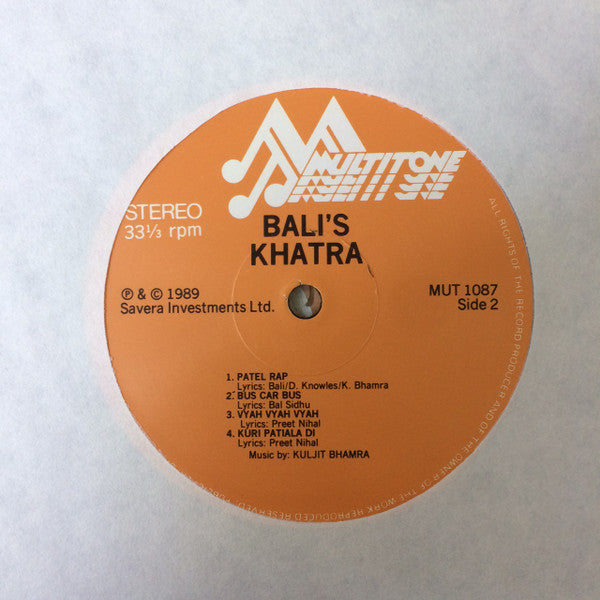 MULTITONE
STEREO
33⅓ rpm
BALI'S
KHATRA
℗ & © 1989
Savera Investments Ltd.
MUT 1087
Side 2
1. PATEL RAP
Lyrics: Bali/D. Knowles/K. Bhamra
2. BUS CAR BUS
Lyrics: Bal Sidhu
3. VYAH VYAH VYAH
Lyrics: Preet Nihal
4. KURI PATIALA DI
Lyrics: Preet Nihal
Music by: KULJIT BHAMRA
ALL RIGHTS OF THE RECORD PRODUCER AND OF THE OWNER OF THE WORK REPRODUCED RESERVED.